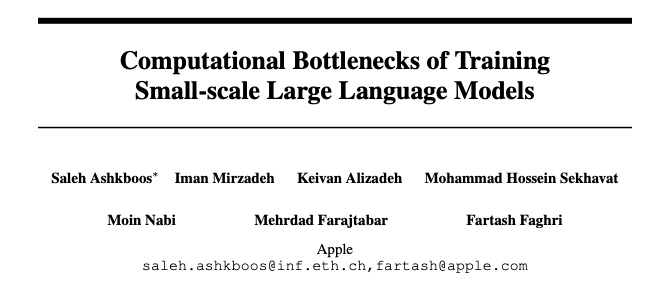 Computational Bottlenecks of Training
Small-scale Large Language Models
Saleh Ashkboos* Iman Mirzadeh Keivan Alizadeh Mohammad Hossein Sekhavat
Moin Nabi Mehrdad Farajtabar Fartash Faghri
Apple
saleh.ashkboos@inf.eth.ch,fartash@apple.com